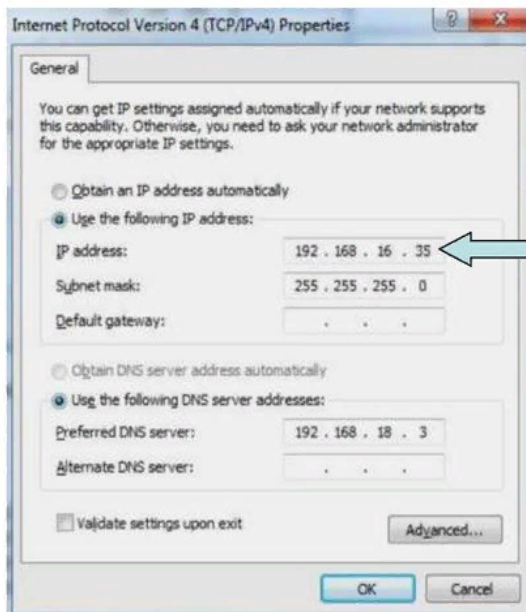 Internet Protocol Version 4 (TCP/IPv4) Properties
General
You can get IP settings assigned automatically if your network supports
this capability. Otherwise, you need to ask your network administrator
for the appropriate IP settings.
Obtain an IP address automatically
Use the following IP address:
IP address: 192 . 168 . 16 . 35
Subnet mask: 255 . 255 . 255 . 0
Default gateway: . . .
Obtain DNS server address automatically
Use the following DNS server addresses:
Preferred DNS server: 192 . 168 . 18 . 3
Alternate DNS server: . . .
Validate settings upon exit
Advanced...
OK Cancel